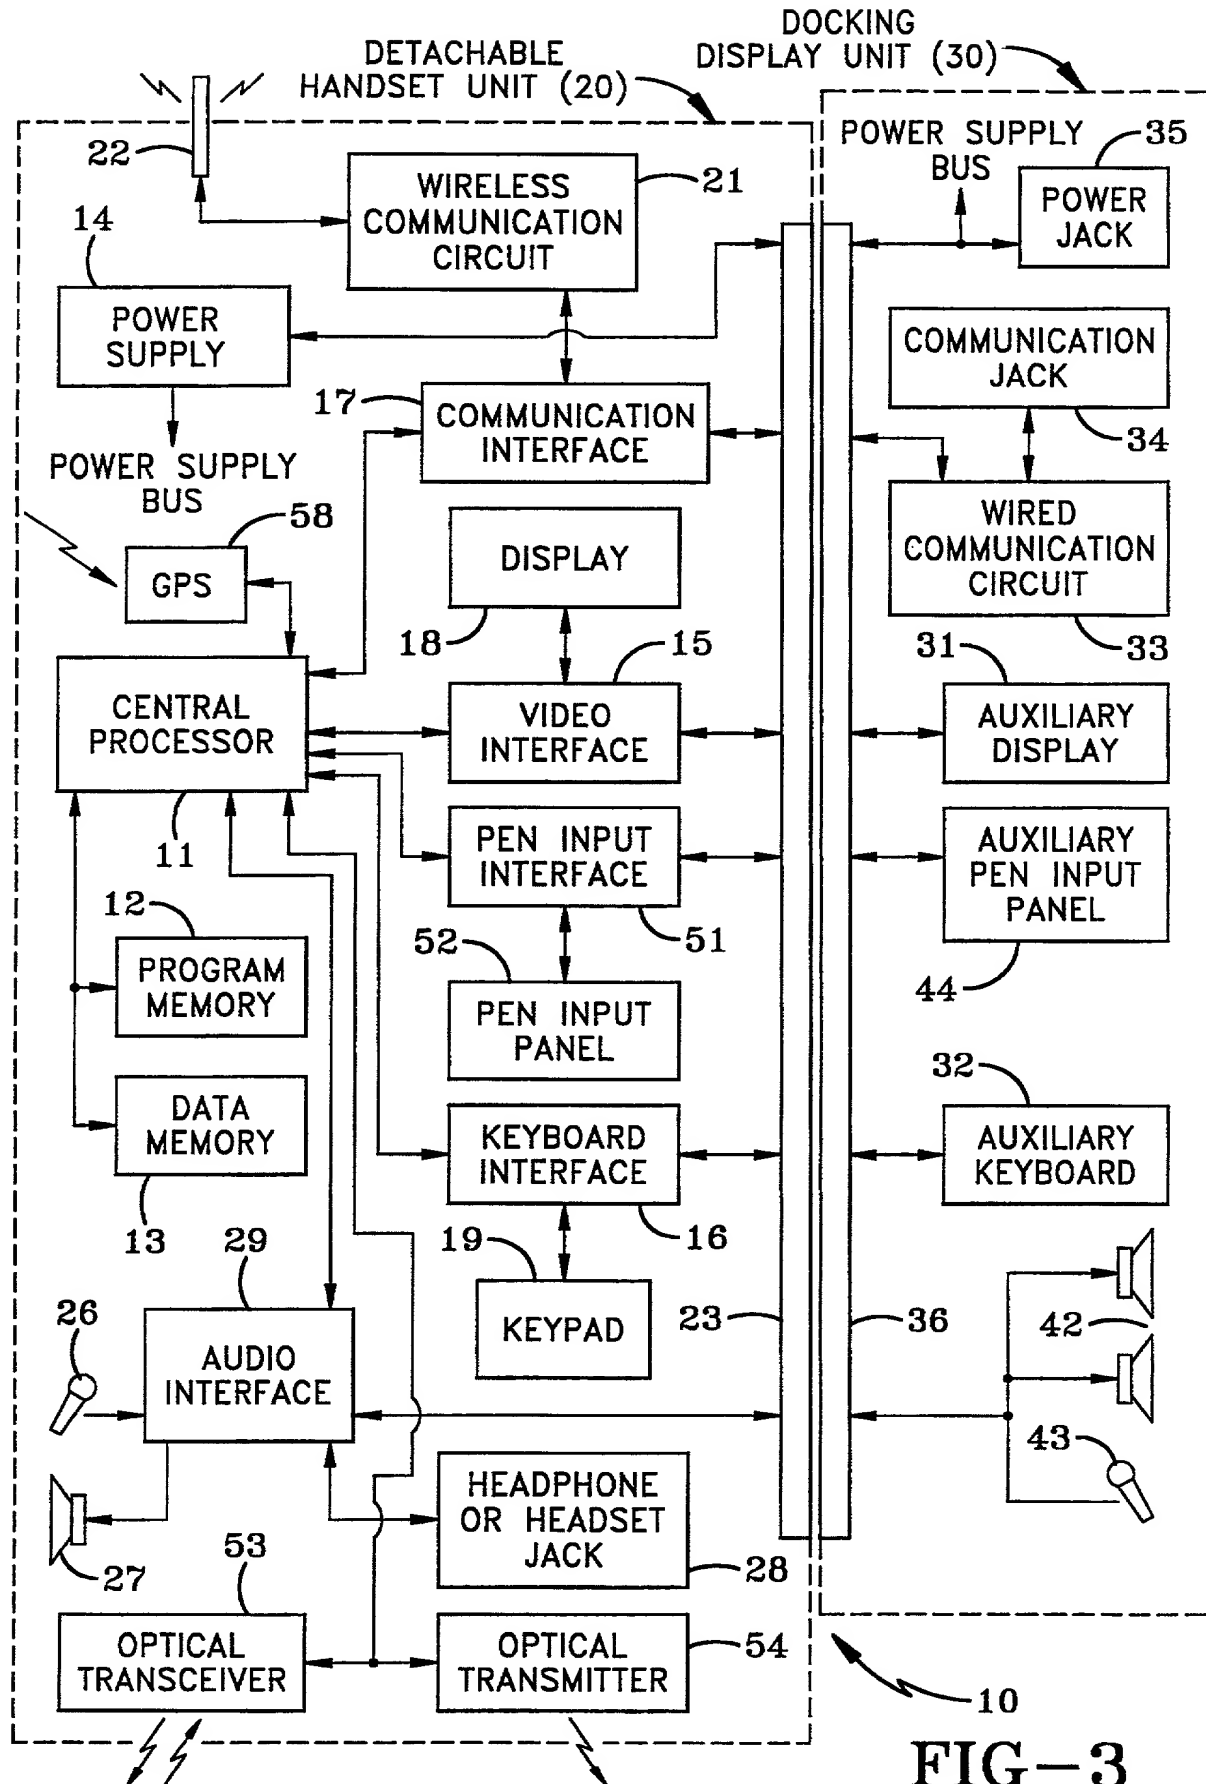 DOCKING
DISPLAY UNIT (30)
DETACHABLE
HANDSET UNIT (20)
22
WIRELESS
COMMUNICATION
CIRCUIT
21
POWER SUPPLY
BUS
35
POWER
JACK
14
POWER
SUPPLY
POWER SUPPLY
BUS
17
COMMUNICATION
INTERFACE
COMMUNICATION
JACK
34
58
GPS
DISPLAY
18
WIRED
COMMUNICATION
CIRCUIT
33
CENTRAL
PROCESSOR
11
15
VIDEO
INTERFACE
31
AUXILIARY
DISPLAY
PEN INPUT
INTERFACE
51
AUXILIARY
PEN INPUT
PANEL
44
12
PROGRAM
MEMORY
52
PEN INPUT
PANEL
DATA
MEMORY
13
KEYBOARD
INTERFACE
16
32
AUXILIARY
KEYBOARD
29
19
KEYPAD
23
36
42
26
AUDIO
INTERFACE
43
27
HEADPHONE
OR HEADSET
JACK
28
53
OPTICAL
TRANSCEIVER
OPTICAL
TRANSMITTER
54
10
FIG-3